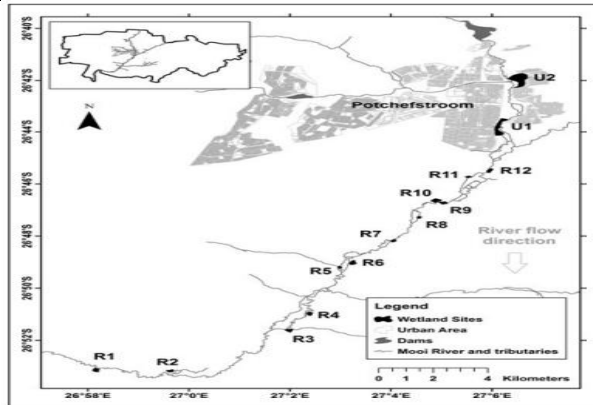 26°40'S
26°42'S
26°44'S
26°46'S
26°48'S
26°50'S
26°52'S
N
Potchefstroom
U2
U1
R12
R11
R10
R9
R8
R7
R6
R5
R4
R3
R2
R1
River flow
direction
Legend
Wetland Sites
Urban Area
Dams
Mooi River and tributaries
0 1 2 4
Kilometers
26°58'E 27°0'E 27°2'E 27°4'E 27°6'E